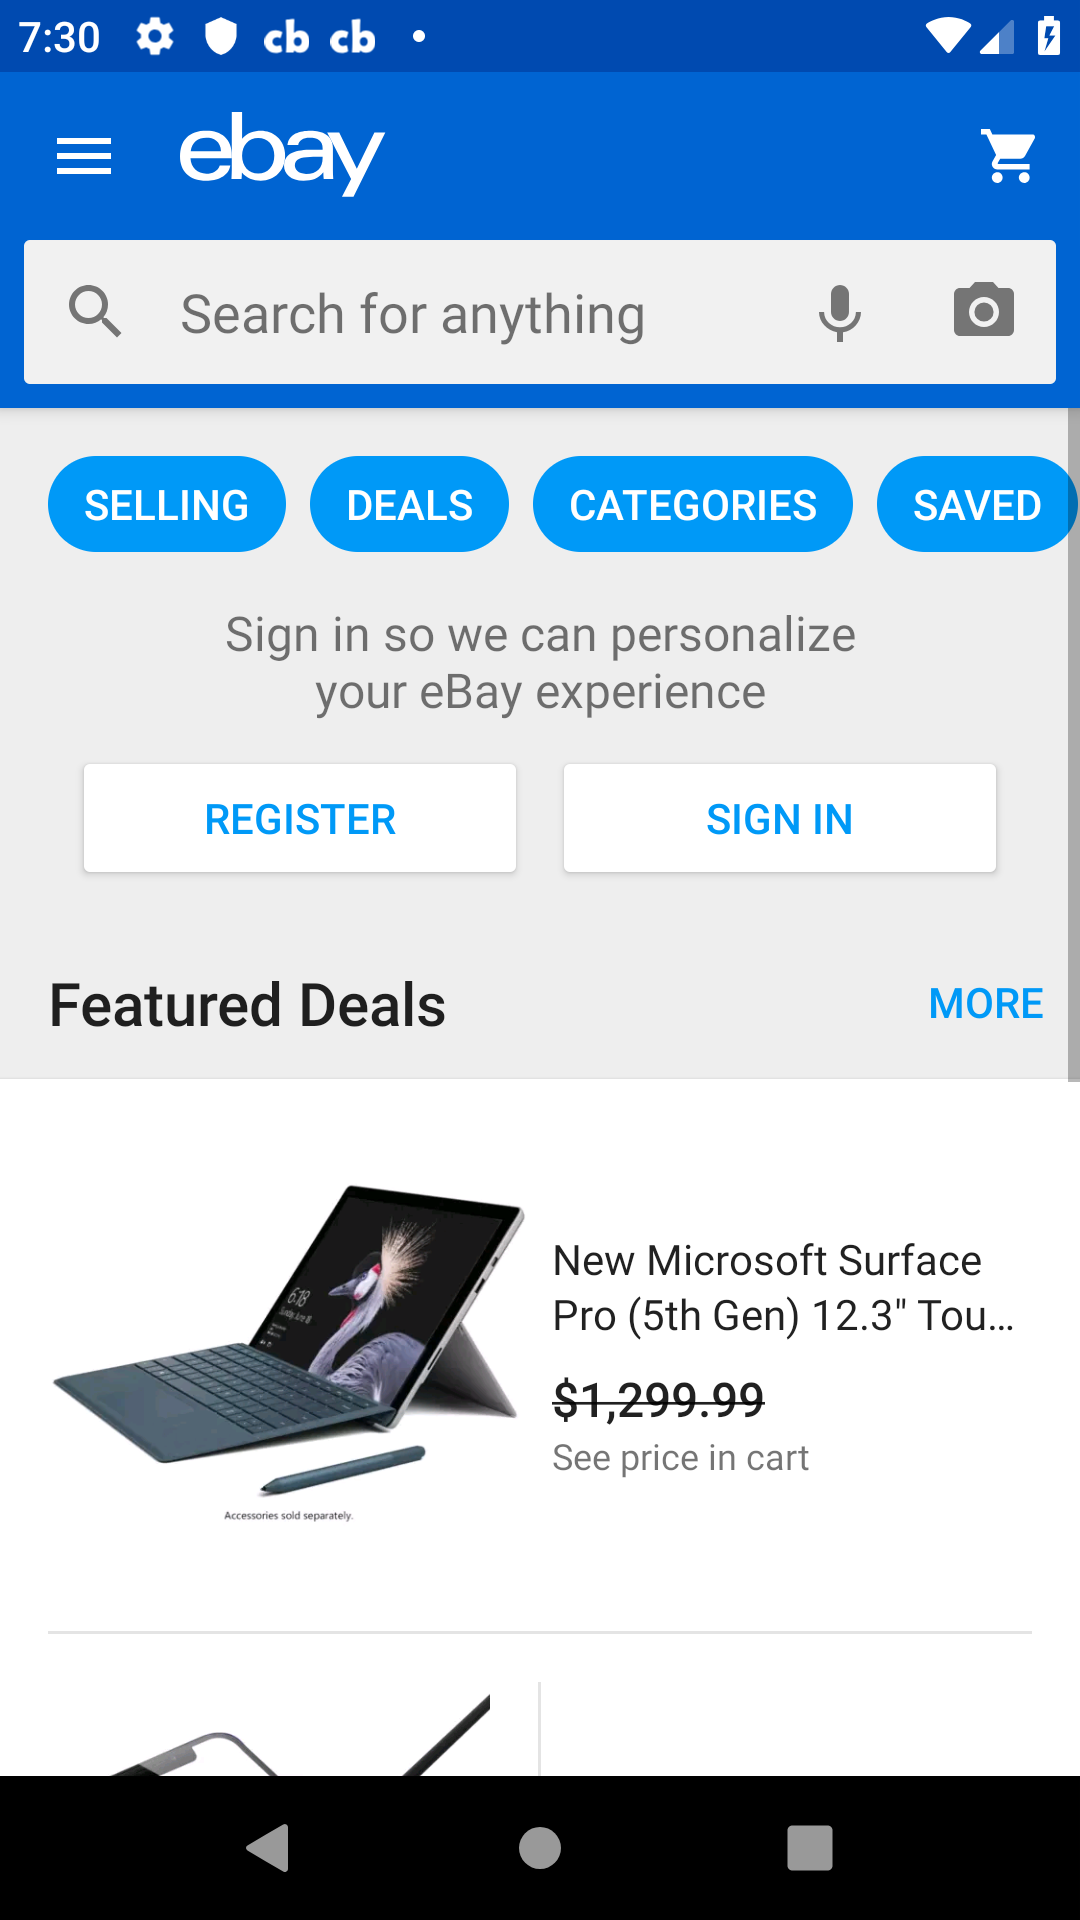 7:30 cb cb
ebay
Search for anything
SELLING DEALS CATEGORIES SAVED
Sign in so we can personalize
your eBay experience
REGISTER SIGN IN
Featured Deals MORE
6:18
New Microsoft Surface
Pro (5th Gen) 12.3" Tou...
$1,299.99
See price in cart
Accessories sold separately.